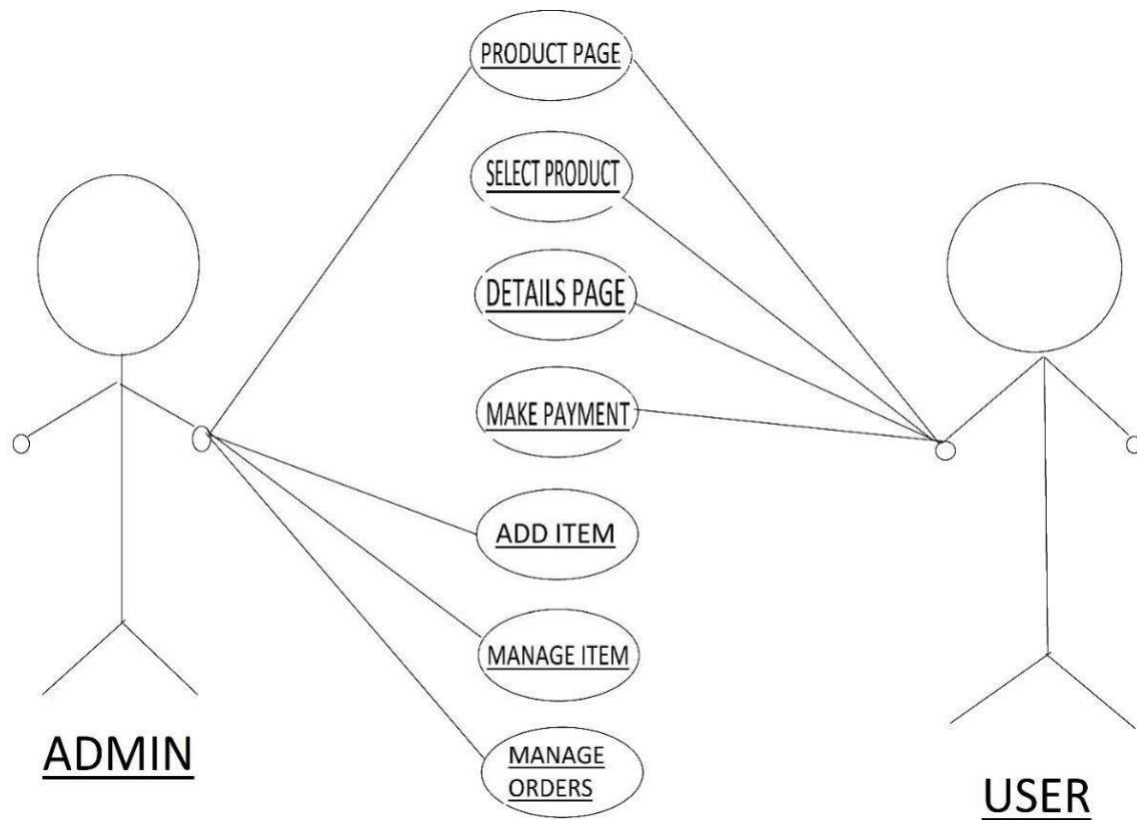 PRODUCT PAGE
SELECT PRODUCT
DETAILS PAGE
MAKE PAYMENT
ADD ITEM
MANAGE ITEM
MANAGE
ORDERS
ADMIN
USER